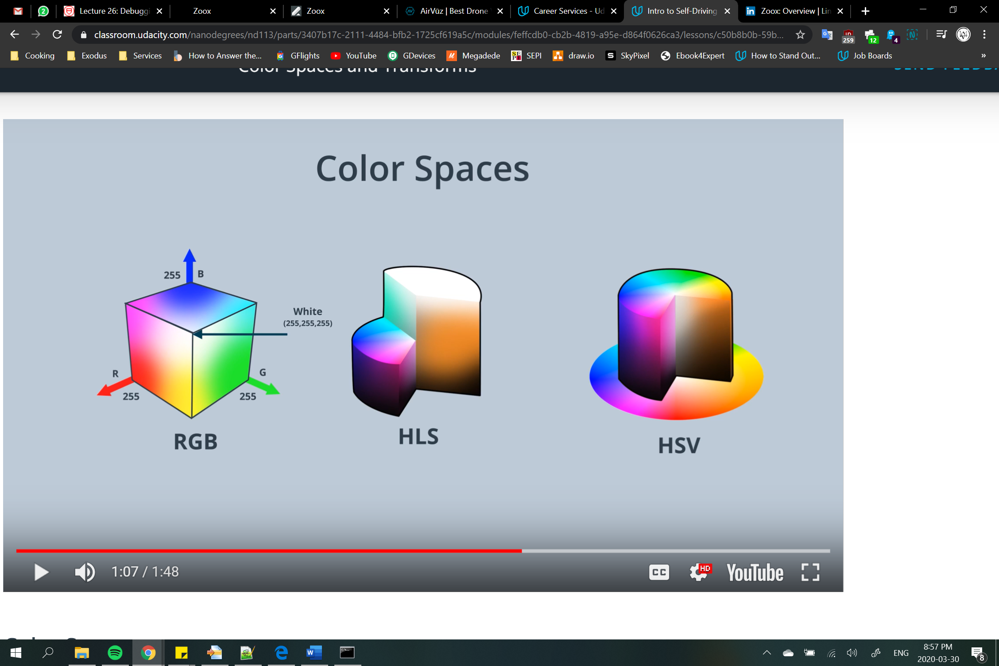 2
Lecture 26: Debuggi
Zoox
Zoox
AirVūz | Best Drone
Career Services - Ud
Intro to Self-Driving
in
Zoox: Overview | Lin
classroom.udacity.com/nanodegrees/nd113/parts/3407b17c-2111-4484-bfb2-1725cf619a5c/modules/feffcdb0-cb2b-4819-a95e-d864f0626ca3/lessons/c50b8b0b-59b...
259
12
4
Cooking
Exodus
Services
How to Answer the...
GFlights
YouTube
GDevices
Megadede
SEPI
draw.io
SkyPixel
Ebook4Expert
How to Stand Out...
Job Boards
»
Color Spaces and Transforms
SEND FEEDBA
Color Spaces
255 B
White
(255,255,255)
R
255
G
255
RGB
HLS
HSV
1:07 / 1:48
CC
HD
YouTube
ENG
8:57 PM
2020-03-30
8